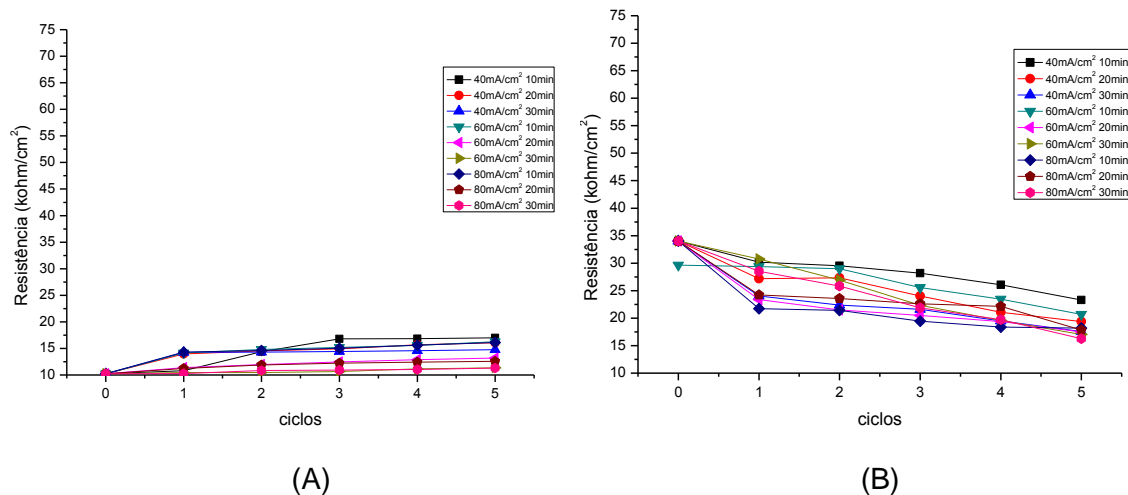 75
70
65
60
55
50
45
40
35
30
25
20
15
10
Resistência (kohm/cm²)
40mA/cm² 10min
40mA/cm² 20min
40mA/cm² 30min
60mA/cm² 10min
60mA/cm² 20min
60mA/cm² 30min
80mA/cm² 10min
80mA/cm² 20min
80mA/cm² 30min
0 1 2 3 4 5
ciclos
(A)
75
70
65
60
55
50
45
40
35
30
25
20
15
10
Resistência (kohm/cm²)
40mA/cm² 10min
40mA/cm² 20min
40mA/cm² 30min
60mA/cm² 10min
60mA/cm² 20min
60mA/cm² 30min
80mA/cm² 10min
80mA/cm² 20min
80mA/cm² 30min
0 1 2 3 4 5
ciclos
(B)